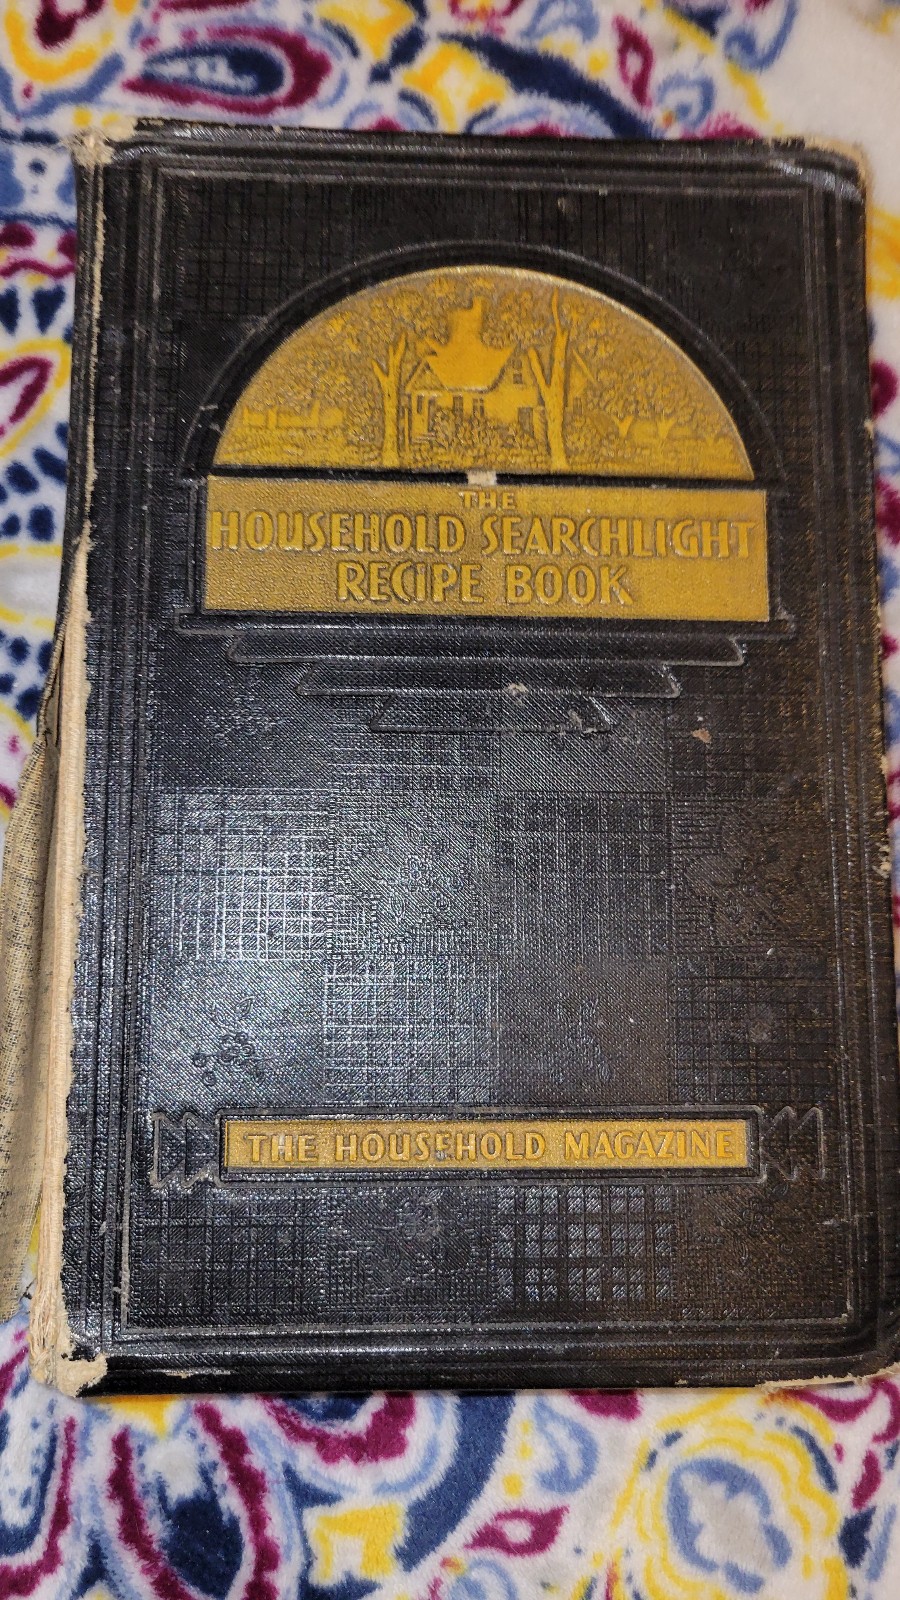 THE
HOUSEHOLD SEARCHLIGHT
RECIPE BOOK
THE HOUSEHOLD MAGAZINE